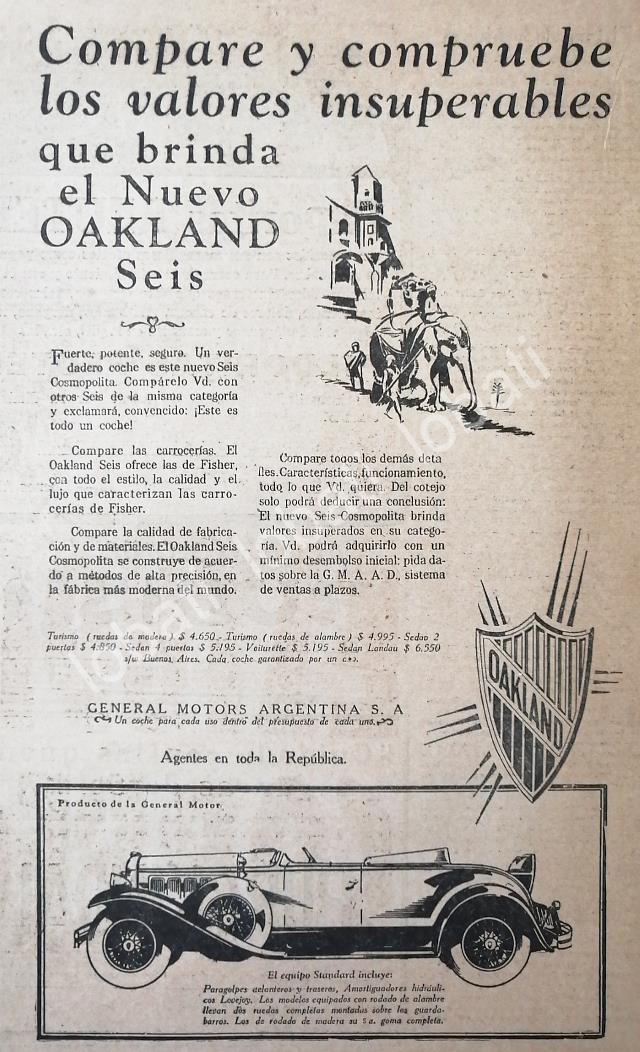 Compare y compruebe
los valores insuperables
que brinda
el Nuevo
OAKLAND
Seis
Fuerte, potente, seguro. Un ver-
dadero coche es este nuevo Seis
Cosmopolita. Compárelo Vd. con
otros Seis de la misma categoría
y exclamará, convencido: ¡Este es
todo un coche!
Compare las carrocerías. El
Oakland Seis ofrece las de Fisher,
con todo el estilo, la calidad y el
lujo que caracterizan las carro-
cerías de Fisher.
Compare la calidad de fabrica-
ción y de materiales. El Oakland Seis
Cosmopolita se construye de acuer-
do a métodos de alta precisión, en
la fábrica más moderna del mundo.
Compare todos los demás deta
lles. Características, funcionamiento,
todo lo que Vd. quiera. Del cotejo
solo podrá deducir una conclusión:
El nuevo Seis Cosmopolita brinda
valores insuperados en su catego-
ría. Vd. podrá adquirirlo con un
mínimo desembolso inicial: pida da-
tos sobre la G. M. A. A. D., sistema
de ventas a plazos.
Turismo (ruedas de madera) $ 4.650.- Turismo (ruedas de alambre) $ 4.995 - Sedan 2
puertas $ 4.850 - Sedan 4 puertas $ 5.195 - Voiturette $ 5.195 - Sedan Landau $ 6.550
s/w Buenos Aires. Cada coche garantizado por un
GENERAL MOTORS ARGENTINA S. A
Un coche para cada uso dentro del presupuesto de cada uno.
Agentes en toda la República.
OAKLAND
Producto de la General Motor
El equipo Standard incluye:
Paragolpes delanteros y traseros, Amortiguadores hidráuli-
cos Lovejoy. Los modelos equipados con rodado de alambre
llevan dos ruedas completas montadas sobre los guarda-
barros. Los de rodado de madera su goma completa.